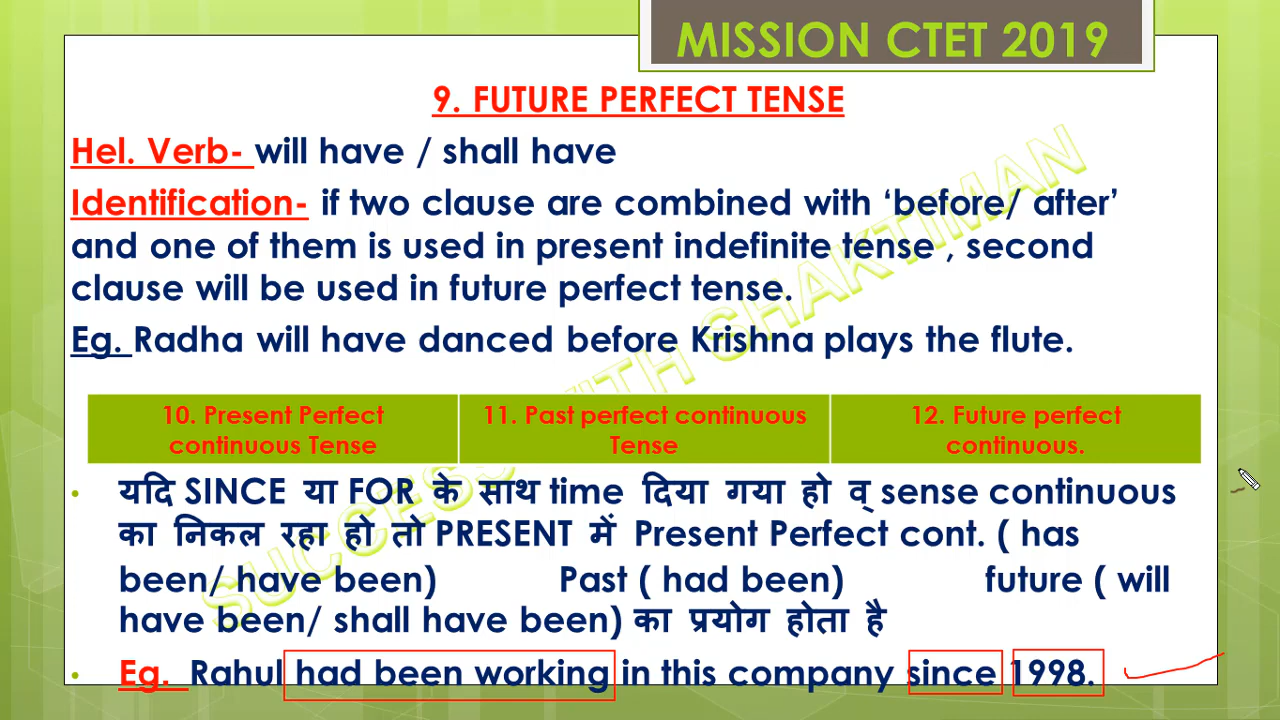 MISSION CTET 2019
9. FUTURE PERFECT TENSE
Hel. Verb- will have / shall have
Identification- if two clause are combined with ‘before/ after’
and one of them is used in present indefinite tense , second
clause will be used in future perfect tense.
Eg. Radha will have danced before Krishna plays the flute.
10. Present Perfect
continuous Tense
11. Past perfect continuous
Tense
12. Future perfect
continuous.
• यदि SINCE या FOR के साथ time दिया गया हो व् sense continuous
का निकल रहा हो तो PRESENT में Present Perfect cont. ( has
been/ have been) Past ( had been) future ( will
have been/ shall have been) का प्रयोग होता है
• Eg. Rahul had been working in this company since 1998.
SUCCESS WITH SHAKTIMAN